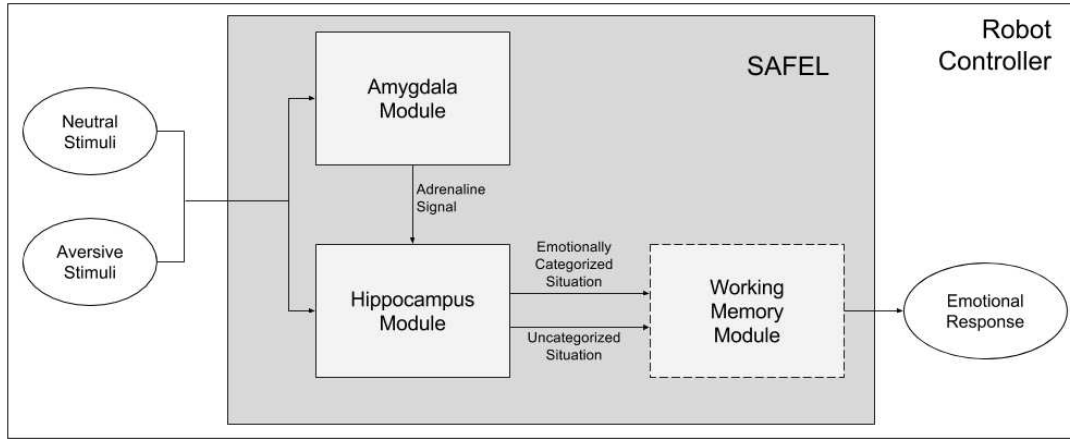 Robot
Controller
SAFEL
Amygdala
Module
Neutral
Stimuli
Adrenaline
Signal
Aversive
Stimuli
Emotionally
Categorized
Situation
Hippocampus
Module
Working
Memory
Module
Emotional
Response
Uncategorized
Situation